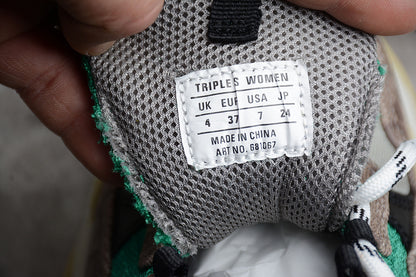 TRIPLES WOMEN
UK EUR USA JP
4 37 7 24
MADE IN CHINA
ART NO. 681067